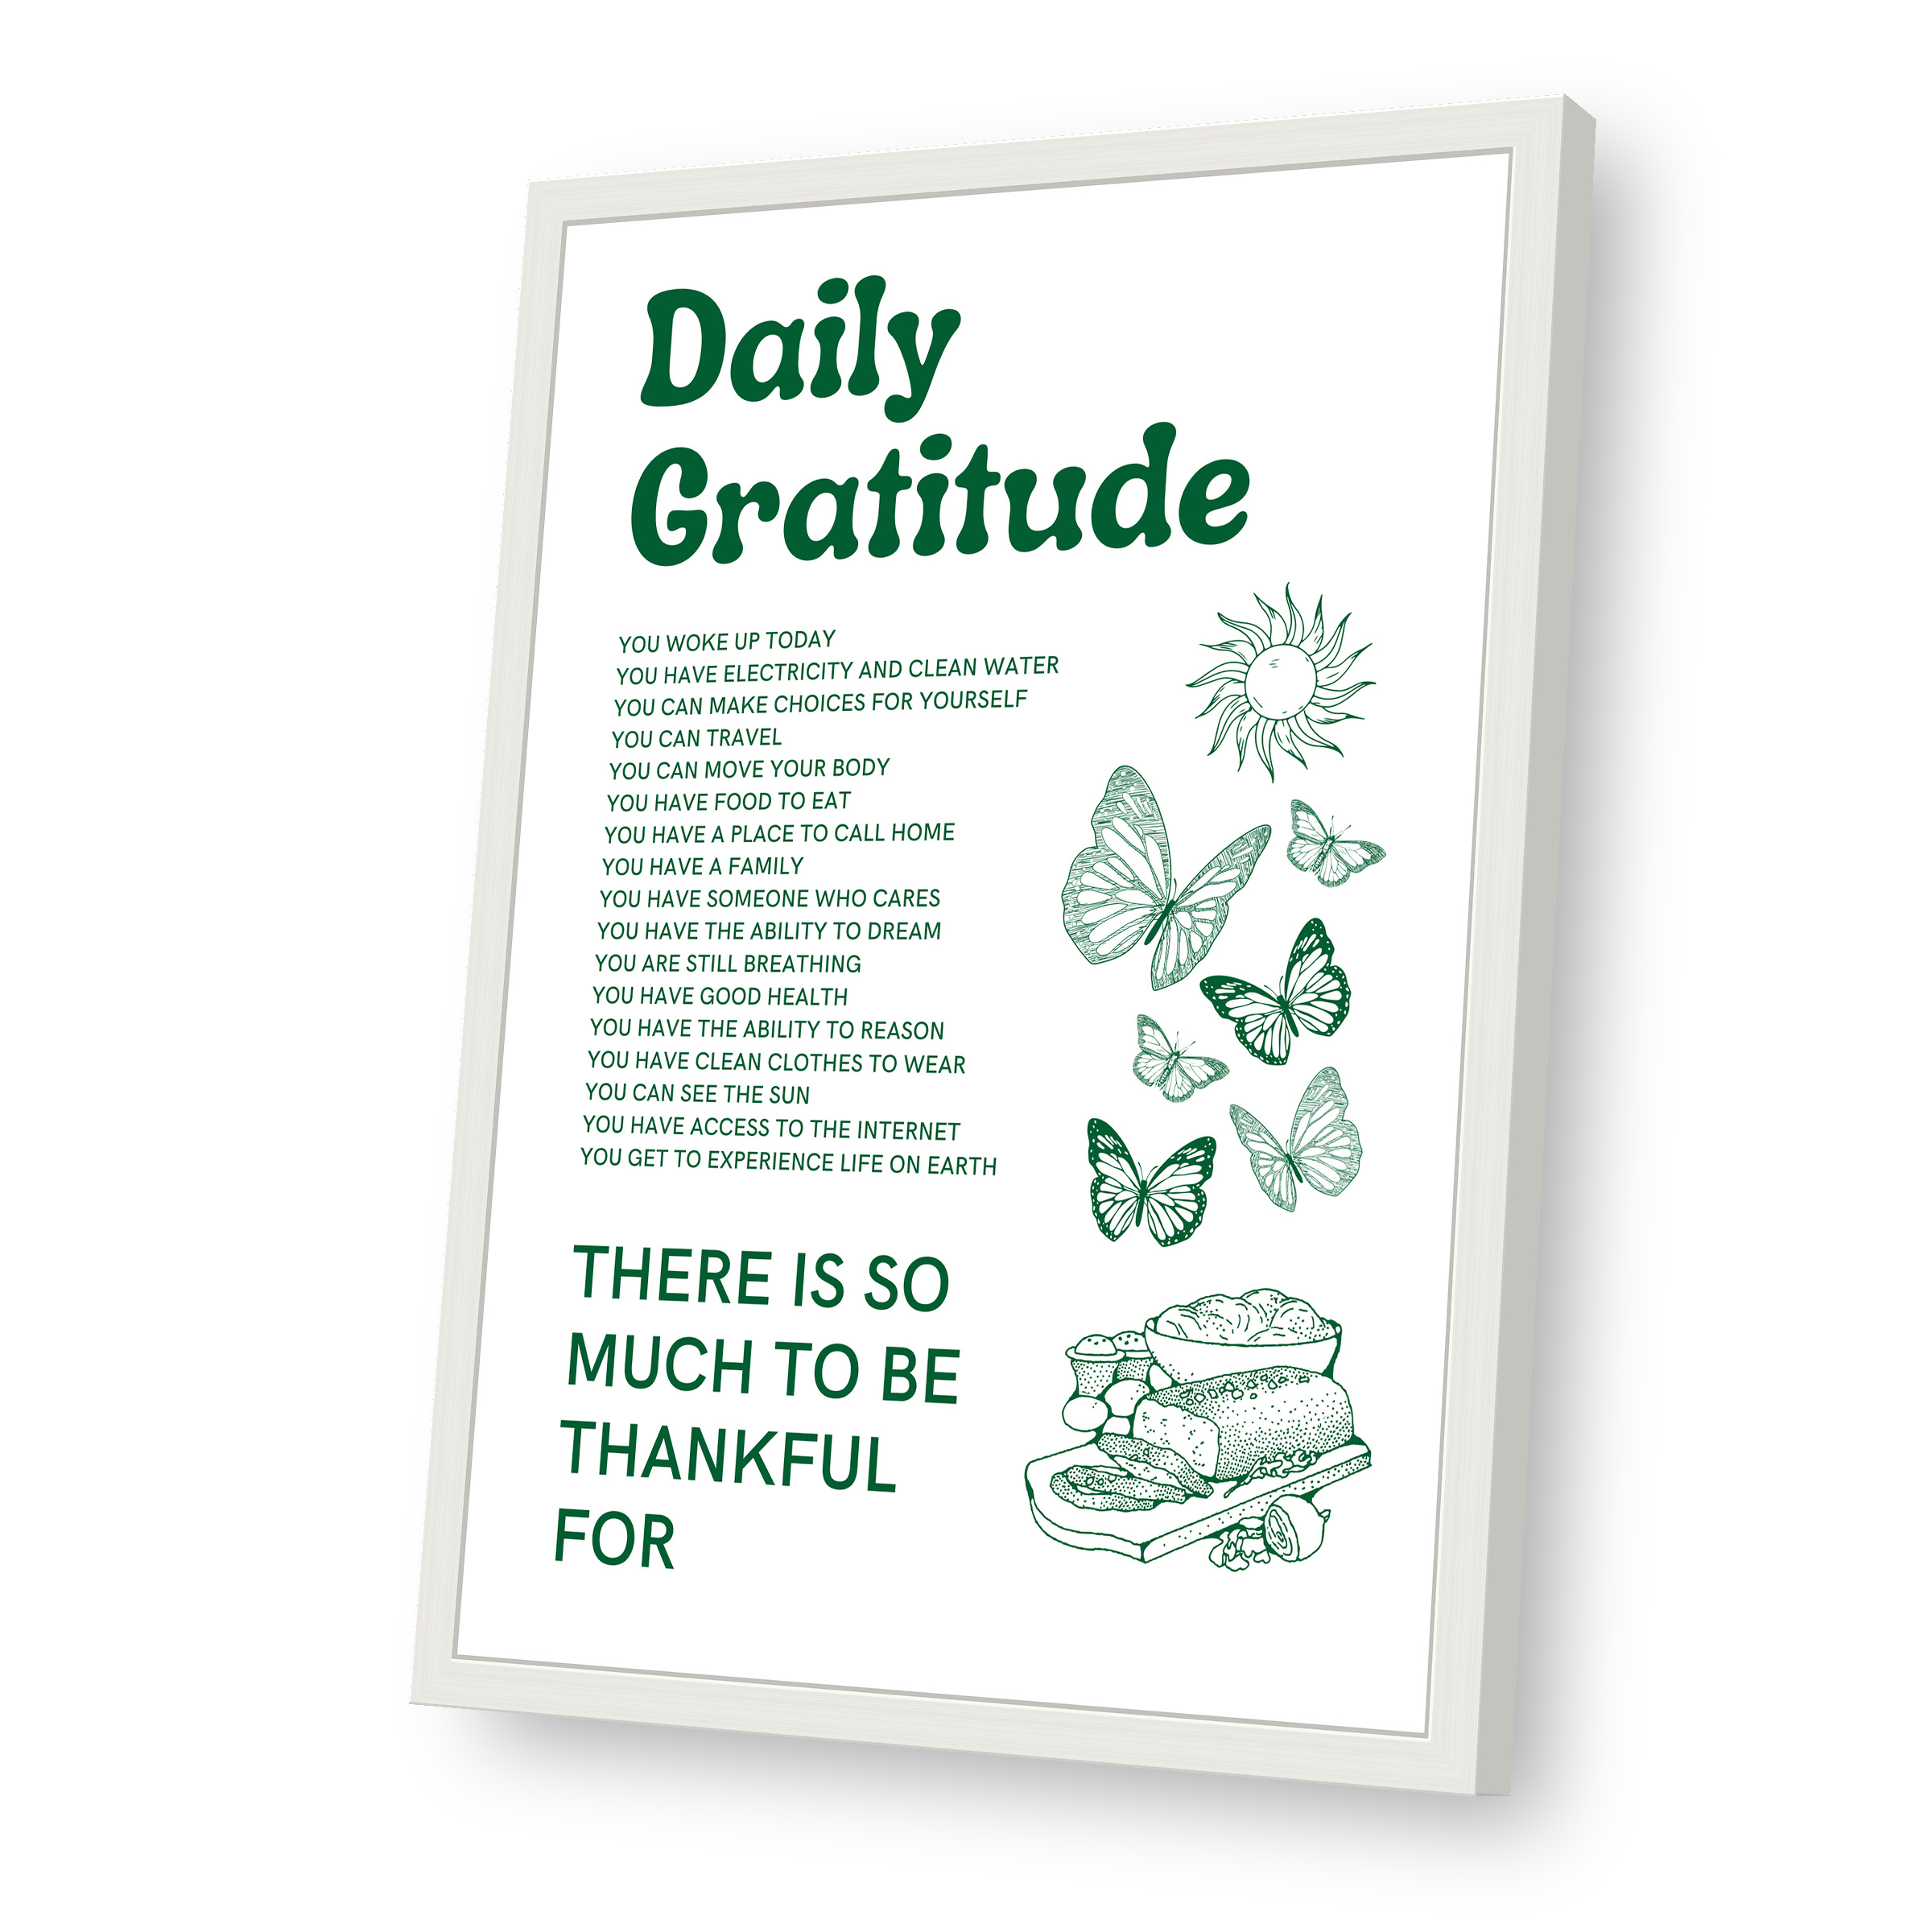 Daily
Gratitude
YOU WOKE UP TODAY
YOU HAVE ELECTRICITY AND CLEAN WATER
YOU CAN MAKE CHOICES FOR YOURSELF
YOU CAN TRAVEL
YOU CAN MOVE YOUR BODY
YOU HAVE FOOD TO EAT
YOU HAVE A PLACE TO CALL HOME
YOU HAVE A FAMILY
YOU HAVE SOMEONE WHO CARES
YOU HAVE THE ABILITY TO DREAM
YOU ARE STILL BREATHING
YOU HAVE GOOD HEALTH
YOU HAVE THE ABILITY TO REASON
YOU HAVE CLEAN CLOTHES TO WEAR
YOU CAN SEE THE SUN
YOU HAVE ACCESS TO THE INTERNET
YOU GET TO EXPERIENCE LIFE ON EARTH
THERE IS SO
MUCH TO BE
THANKFUL
FOR